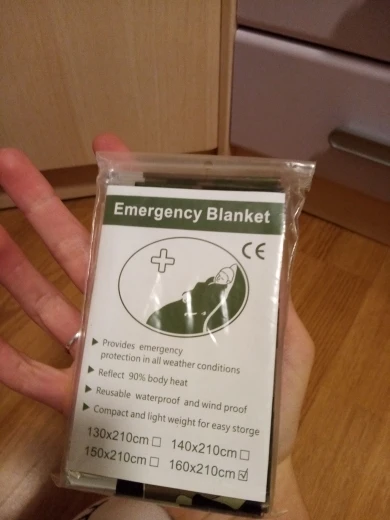 Emergency Blanket
CE
Provides emergency
protection in all weather conditions
Reflect 90% body heat
Reusable waterproof and wind proof
Compact and light weight for easy storge
130x210cm □ 140x210cm □
150x210cm □ 160x210cm ☑